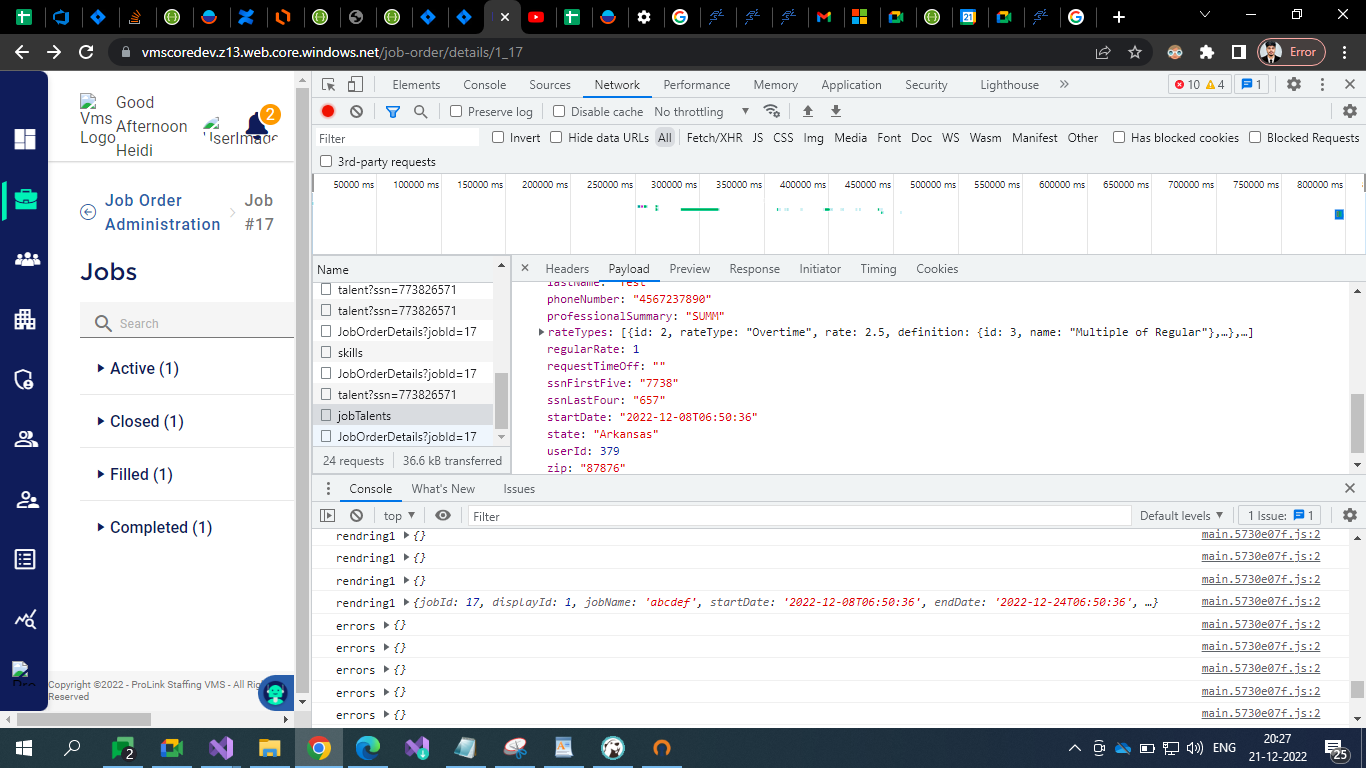 vmscoredev.z13.web.core.windows.net/job-order/details/1_17
Error
Vms Logo
Good Afternoon Heidi
UserImage
2
Job Order Administration
Job #17
Jobs
Search
Active (1)
Closed (1)
Filled (1)
Completed (1)
Copyright ©2022 - ProLink Staffing VMS - All Rig
Reserved
Elements Console Sources Network Performance Memory Application Security Lighthouse
10 4 1
Preserve log Disable cache No throttling
Filter Invert Hide data URLs All Fetch/XHR JS CSS Img Media Font Doc WS Wasm Manifest Other Has blocked cookies Blocked Requests
3rd-party requests
50000 ms 100000 ms 150000 ms 200000 ms 250000 ms 300000 ms 350000 ms 400000 ms 450000 ms 500000 ms 550000 ms 600000 ms 650000 ms 700000 ms 750000 ms 800000 ms
Name
talent?ssn=773826571
talent?ssn=773826571
JobOrderDetails?jobId=17
skills
JobOrderDetails?jobId=17
talent?ssn=773826571
jobTalents
JobOrderDetails?jobId=17
24 requests 36.6 kB transferred
Headers Payload Preview Response Initiator Timing Cookies
lastName: "Test"
phoneNumber: "4567237890"
professionalSummary: "SUMM"
rateTypes: [{id: 2, rateType: "Overtime", rate: 2.5, definition: {id: 3, name: "Multiple of Regular"},…},…]
regularRate: 1
requestTimeOff: ""
ssnFirstFive: "7738"
ssnLastFour: "657"
startDate: "2022-12-08T06:50:36"
state: "Arkansas"
userId: 379
zip: "87876"
Console What's New Issues
top Filter Default levels 1 Issue: 1
rendring1 {} main.5730e07f.js:2
rendring1 {} main.5730e07f.js:2
rendring1 {} main.5730e07f.js:2
rendring1 {jobId: 17, displayId: 1, jobName: 'abcdef', startDate: '2022-12-08T06:50:36', endDate: '2022-12-24T06:50:36', …} main.5730e07f.js:2
errors {} main.5730e07f.js:2
errors {} main.5730e07f.js:2
errors {} main.5730e07f.js:2
errors {} main.5730e07f.js:2
errors {} main.5730e07f.js:2
2
ENG
20:27
21-12-2022
25